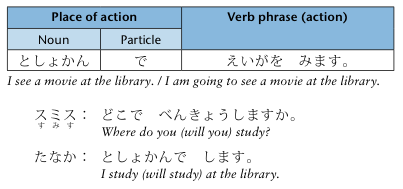 Place of action Verb phrase (action)
Noun Particle
としょかん で えいがを みます。
I see a movie at the library. / I am going to see a movie at the library.
スミス： どこで べんきょうしますか。
すみす
Where do you (will you) study?
たなか： としょかんで します。
I study (will study) at the library.